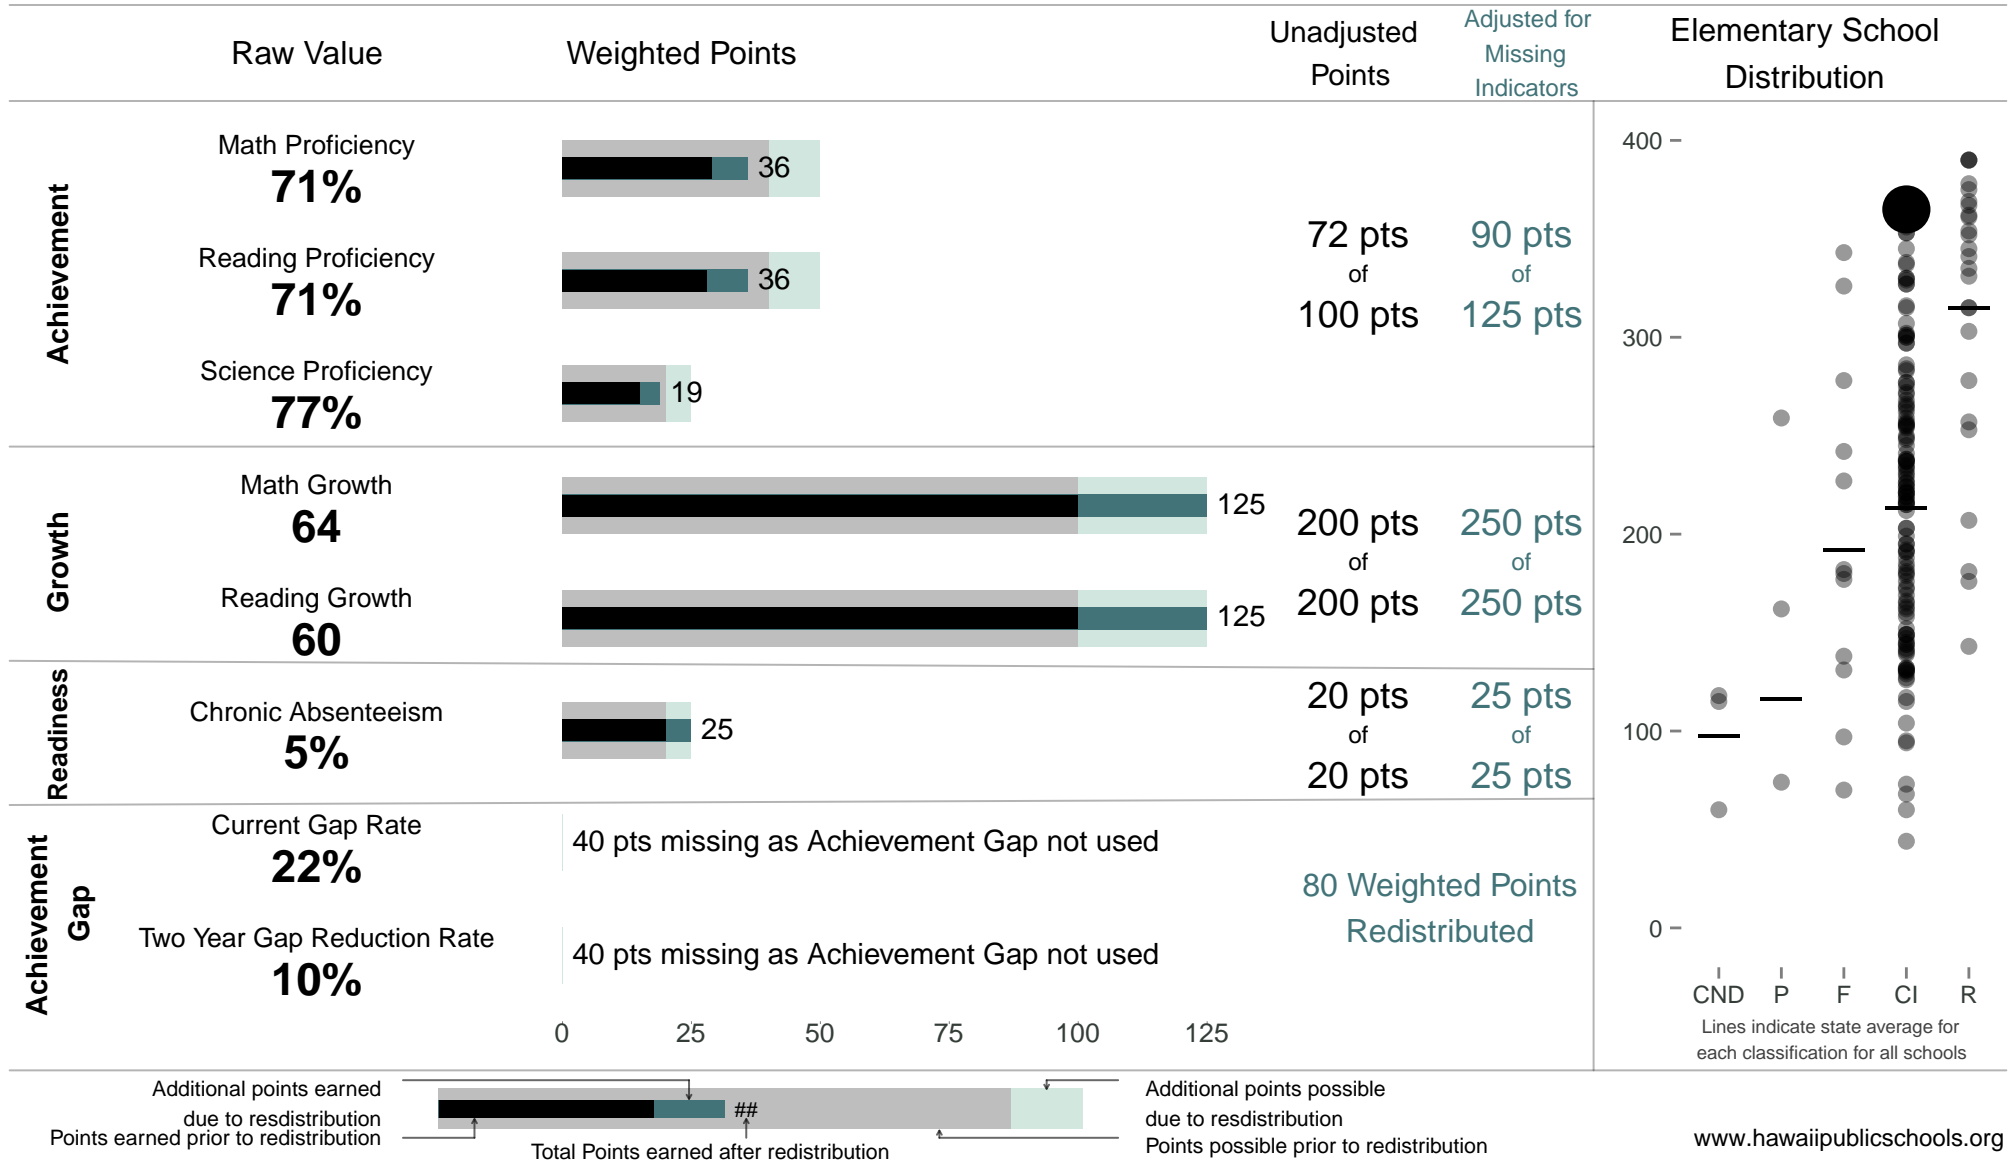 Raw Value
Weighted Points
Unadjusted
Points
Adjusted for
Missing
Indicators
Elementary School
Distribution
Achievement
Math Proficiency
71%
36
Reading Proficiency
71%
36
Science Proficiency
77%
19
72 pts
of
100 pts
90 pts
of
125 pts
Growth
Math Growth
64
125
Reading Growth
60
125
200 pts
of
200 pts
250 pts
of
250 pts
Readiness
Chronic Absenteeism
5%
25
20 pts
of
20 pts
25 pts
of
25 pts
Achievement
Gap
Current Gap Rate
22%
40 pts missing as Achievement Gap not used
Two Year Gap Reduction Rate
10%
40 pts missing as Achievement Gap not used
80 Weighted Points
Redistributed
0 25 50 75 100 125
400
300
200
100
0
CND P F CI R
Lines indicate state average for
each classification for all schools
Additional points earned
due to resdistribution
Points earned prior to redistribution
##
Total Points earned after redistribution
Additional points possible
due to resdistribution
Points possible prior to redistribution
www.hawaiipublicschools.org